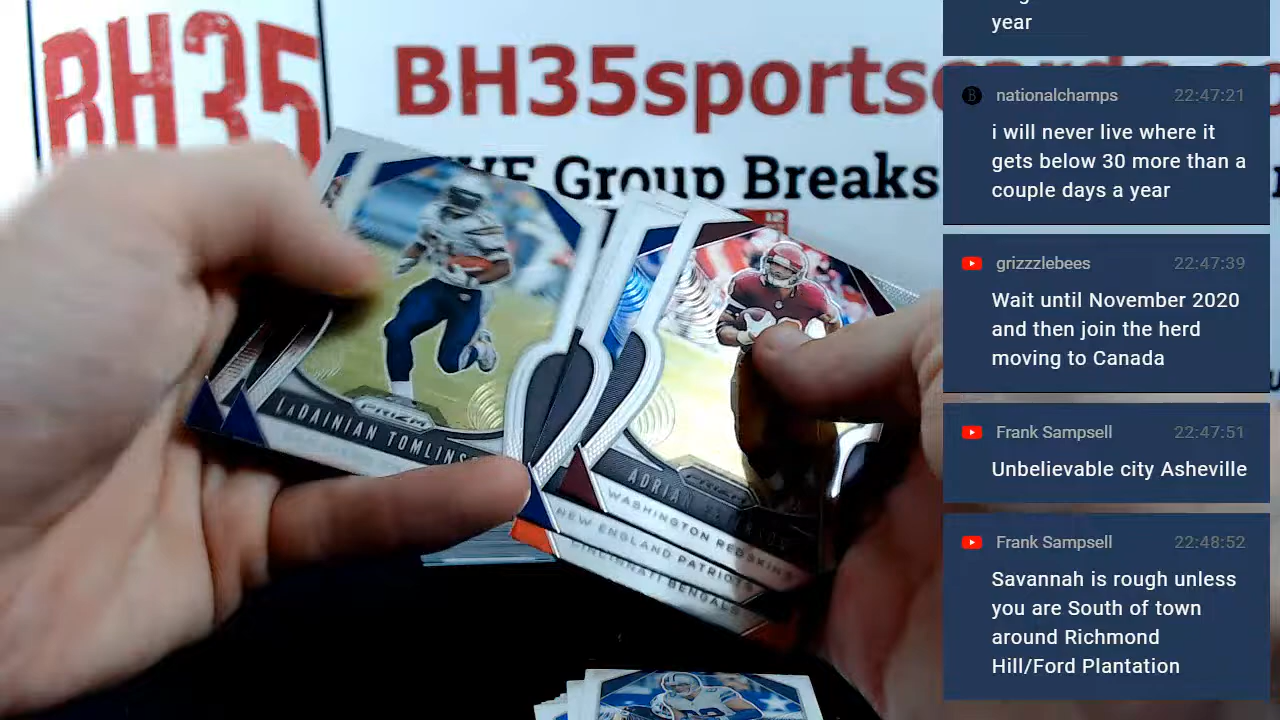 BH35
BH35sports
Group Breaks
LADAINIAN TOMLINS
PRIZM
PRIZM
WASHINGTON REDSKINS
NEW ENGLAND PATRIOTS
CINCINNATI BENGALS
year
nationalchamps 22:47:21
i will never live where it
gets below 30 more than a
couple days a year
grizzzlebees 22:47:39
Wait until November 2020
and then join the herd
moving to Canada
Frank Sampsell 22:47:51
Unbelievable city Asheville
Frank Sampsell 22:48:52
Savannah is rough unless
you are South of town
around Richmond
Hill/Ford Plantation